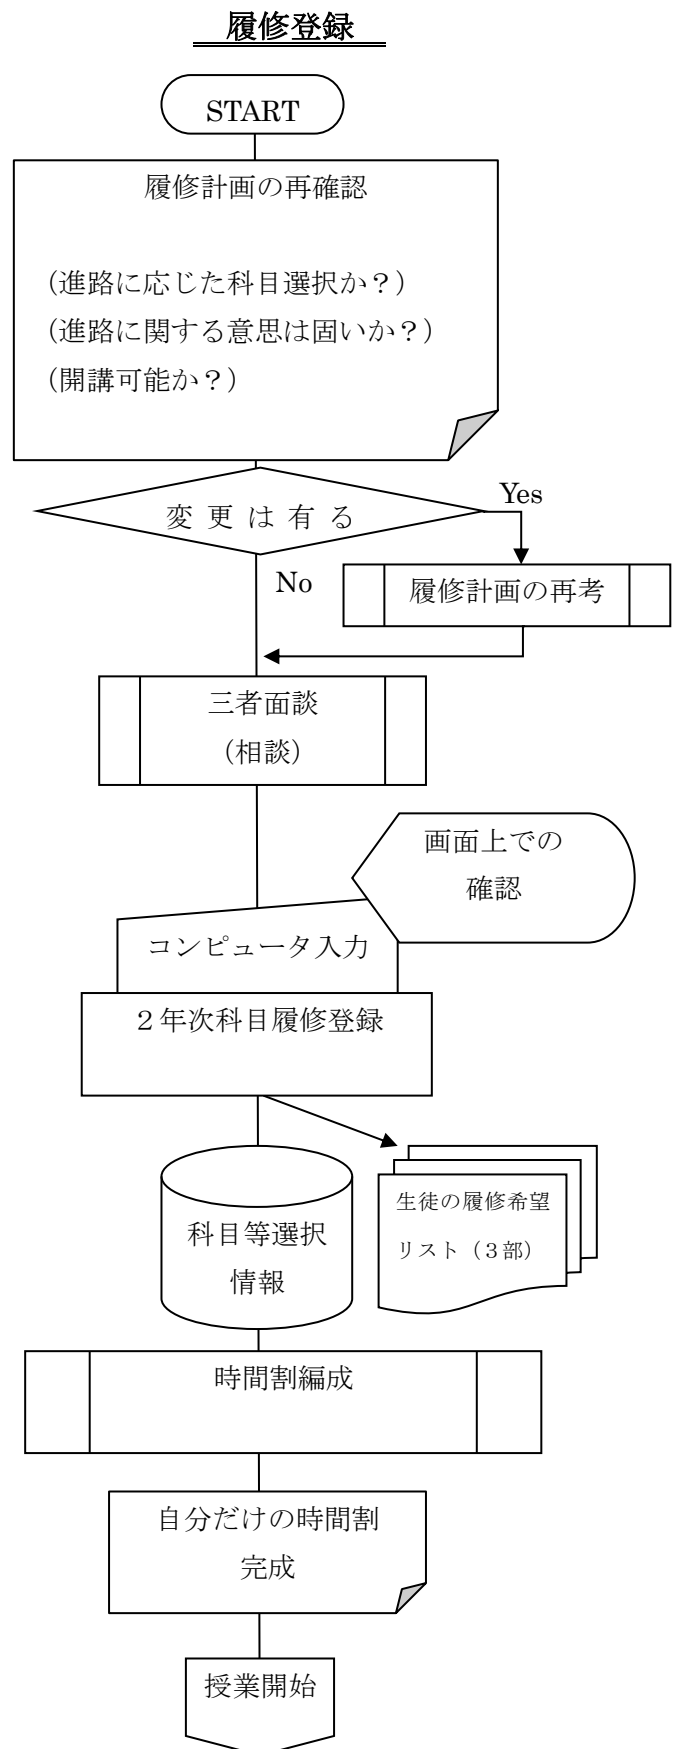 履修登録
START
履修計画の再確認
（進路に応じた科目選択か？）
（進路に関する意思は固いか？）
（開講可能か？）
変 更 は 有 る
Yes
No
履修計画の再考
三者面談
（相談）
画面上での
確認
コンピュータ入力
２年次科目履修登録
科目等選択
情報
生徒の履修希望
リスト（３部）
時間割編成
自分だけの時間割
完成
授業開始